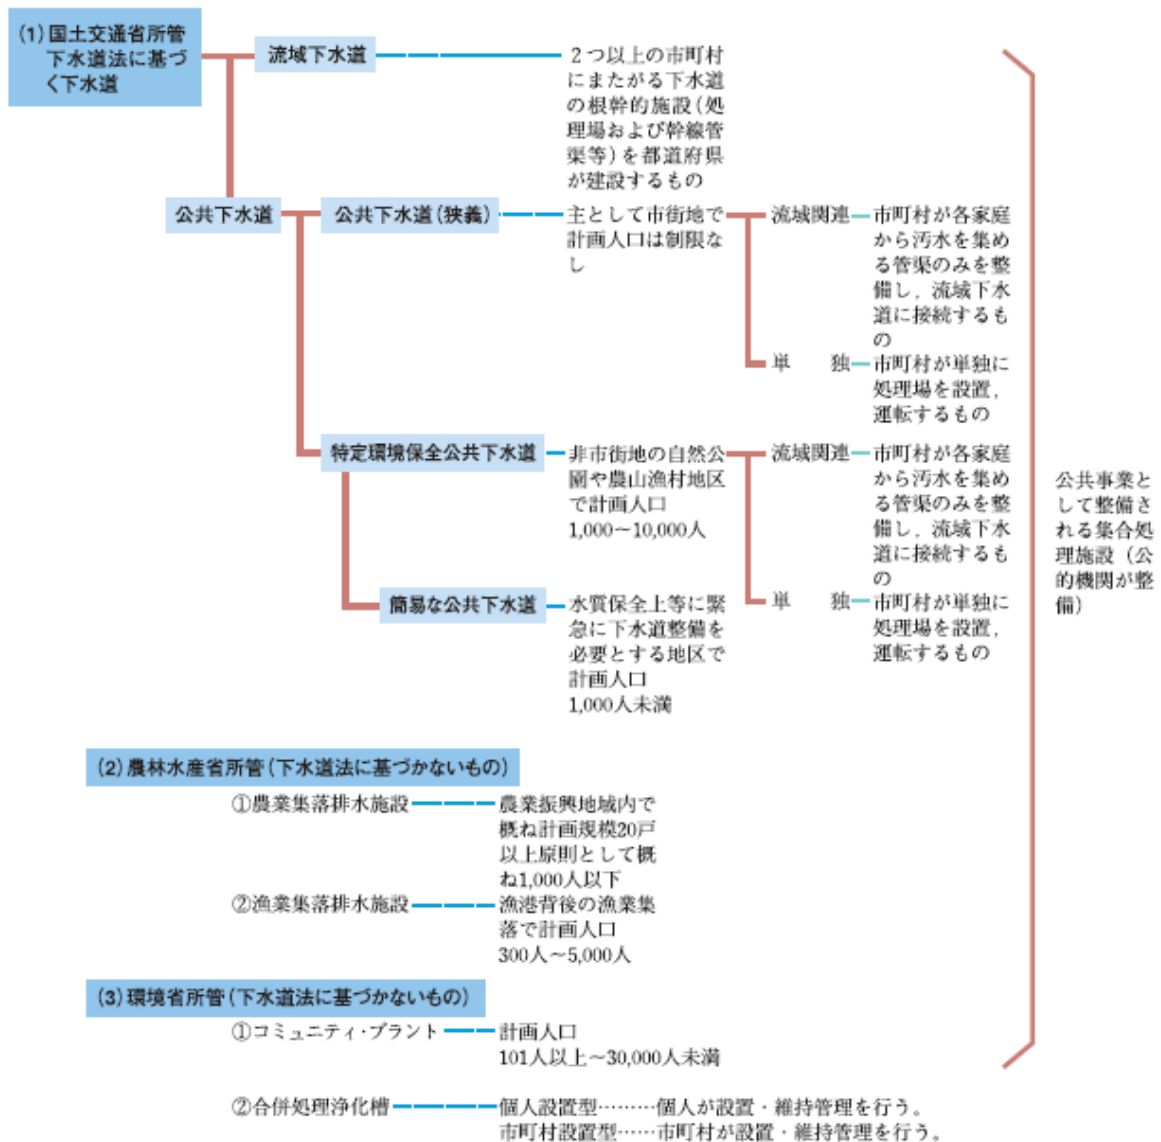 (1)国土交通省所管
下水道法に基づ
く下水道
流域下水道
2つ以上の市町村
にまたがる下水道
の根幹的施設(処
理場および幹線管
渠等)を都道府県
が建設するもの
公共下水道
公共下水道(狭義)
主として市街地で
計画人口は制限な
し
流域関連
市町村が各家庭
から汚水を集め
る管渠のみを整
備し，流域下水
道に接続するも
の
単　独
市町村が単独に
処理場を設置，
運転するもの
特定環境保全公共下水道
非市街地の自然公
園や農山漁村地区
で計画人口
1,000〜10,000人
流域関連
市町村が各家庭
から汚水を集め
る管渠のみを整
備し，流域下水
道に接続するも
の
簡易な公共下水道
水質保全上等に緊
急に下水道整備を
必要とする地区で
計画人口
1,000人未満
単　独
市町村が単独に
処理場を設置，
運転するもの
公共事業と
して整備さ
れる集合処
理施設（公
的機関が整
備）
(2)農林水産省所管(下水道法に基づかないもの)
①農業集落排水施設
農業振興地域内で
概ね計画規模20戸
以上原則として概
ね1,000人以下
②漁業集落排水施設
漁港背後の漁業集
落で計画人口
300人〜5,000人
(3)環境省所管(下水道法に基づかないもの)
①コミュニティ・プラント
計画人口
101人以上〜30,000人未満
②合併処理浄化槽
個人設置型………個人が設置・維持管理を行う。
市町村設置型……市町村が設置・維持管理を行う。